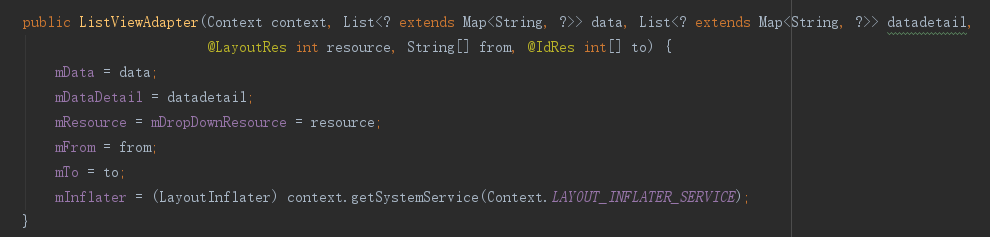 public ListViewAdapter(Context context, List<? extends Map<String, ?>> data, List<? extends Map<String, ?>> datadetail,
@LayoutRes int resource, String[] from, @IdRes int[] to) {
mData = data;
mDataDetail = datadetail;
mResource = mDropDownResource = resource;
mFrom = from;
mTo = to;
mInflater = (LayoutInflater) context.getSystemService(Context.LAYOUT_INFLATER_SERVICE);
}